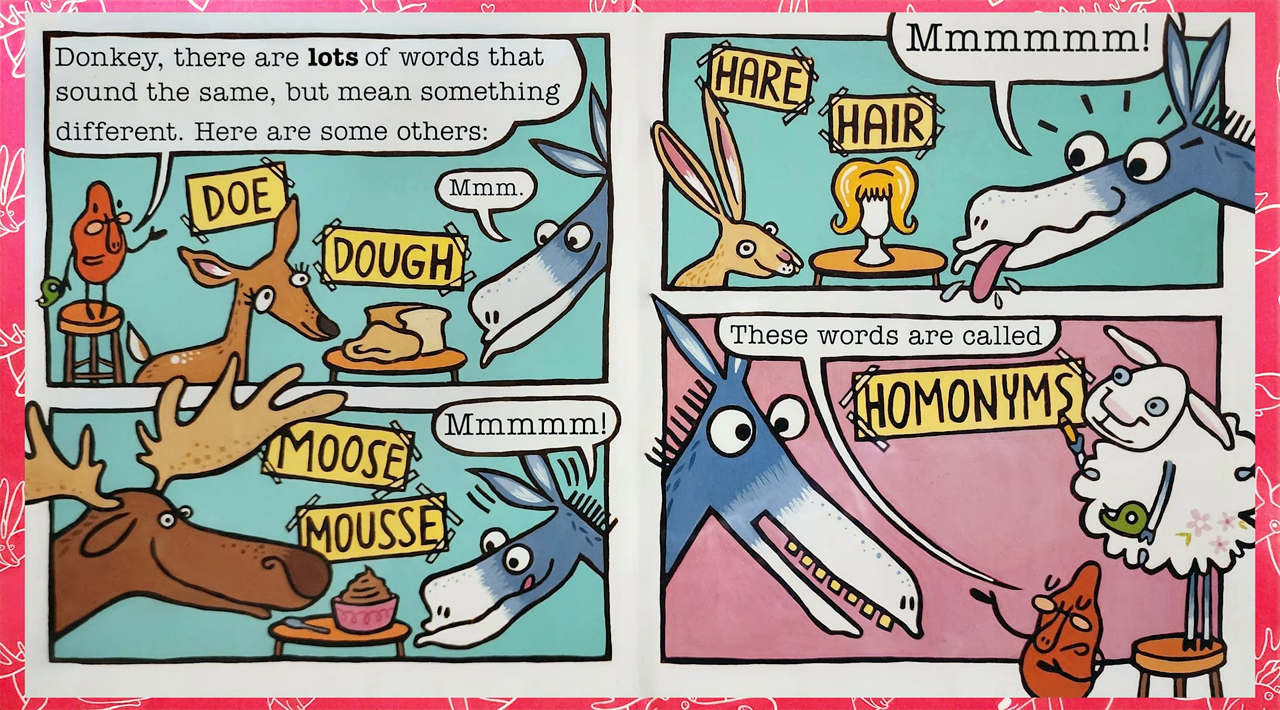 Donkey, there are lots of words that
sound the same, but mean something
different. Here are some others:
DOE
DOUGH
Mmm.
MOOSE
MOUSSE
Mmmmm!
HARE
HAIR
Mmmmmm!
These words are called
HOMONYMS